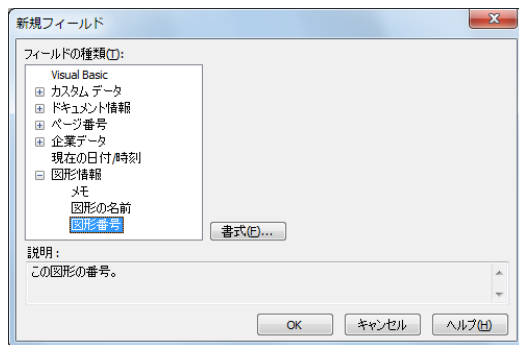 新規フィールド
フィールドの種類(T):
Visual Basic
カスタム データ
ドキュメント情報
ページ番号
企業データ
現在の日付/時刻
図形情報
メモ
図形の名前
図形番号
書式(F)...
説明:
この図形の番号。
OK
キャンセル
ヘルプ(H)